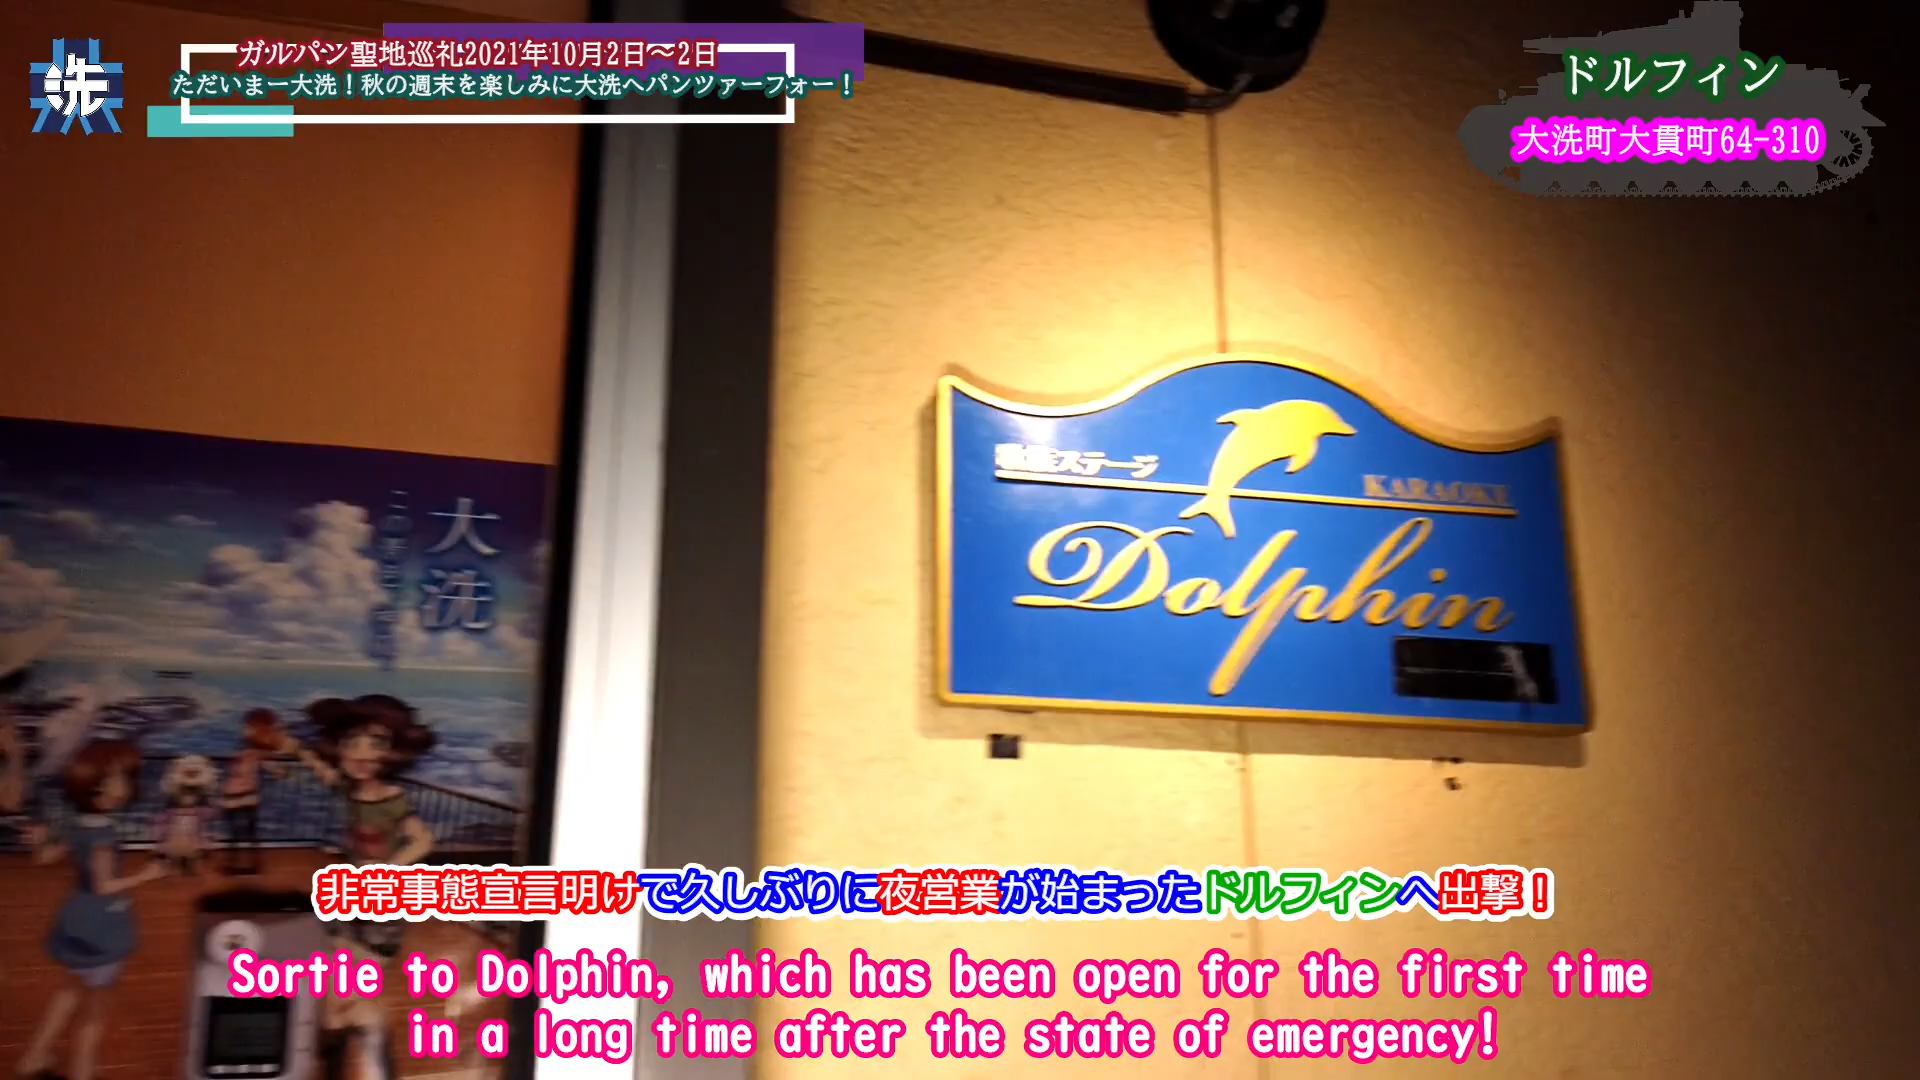 洗
ガルパン聖地巡礼2021年10月2日～2日
ただいまー大洗！秋の週末を楽しみに大洗へパンツァーフォー！
ドルフィン
大洗町大貫町64-310
ステージ
KARAOKE
Dolphin
大洗
非常事態宣言明けで久しぶりに夜営業が始まったドルフィンへ出撃！
Sortie to Dolphin, which has been open for the first time
in a long time after the state of emergency!